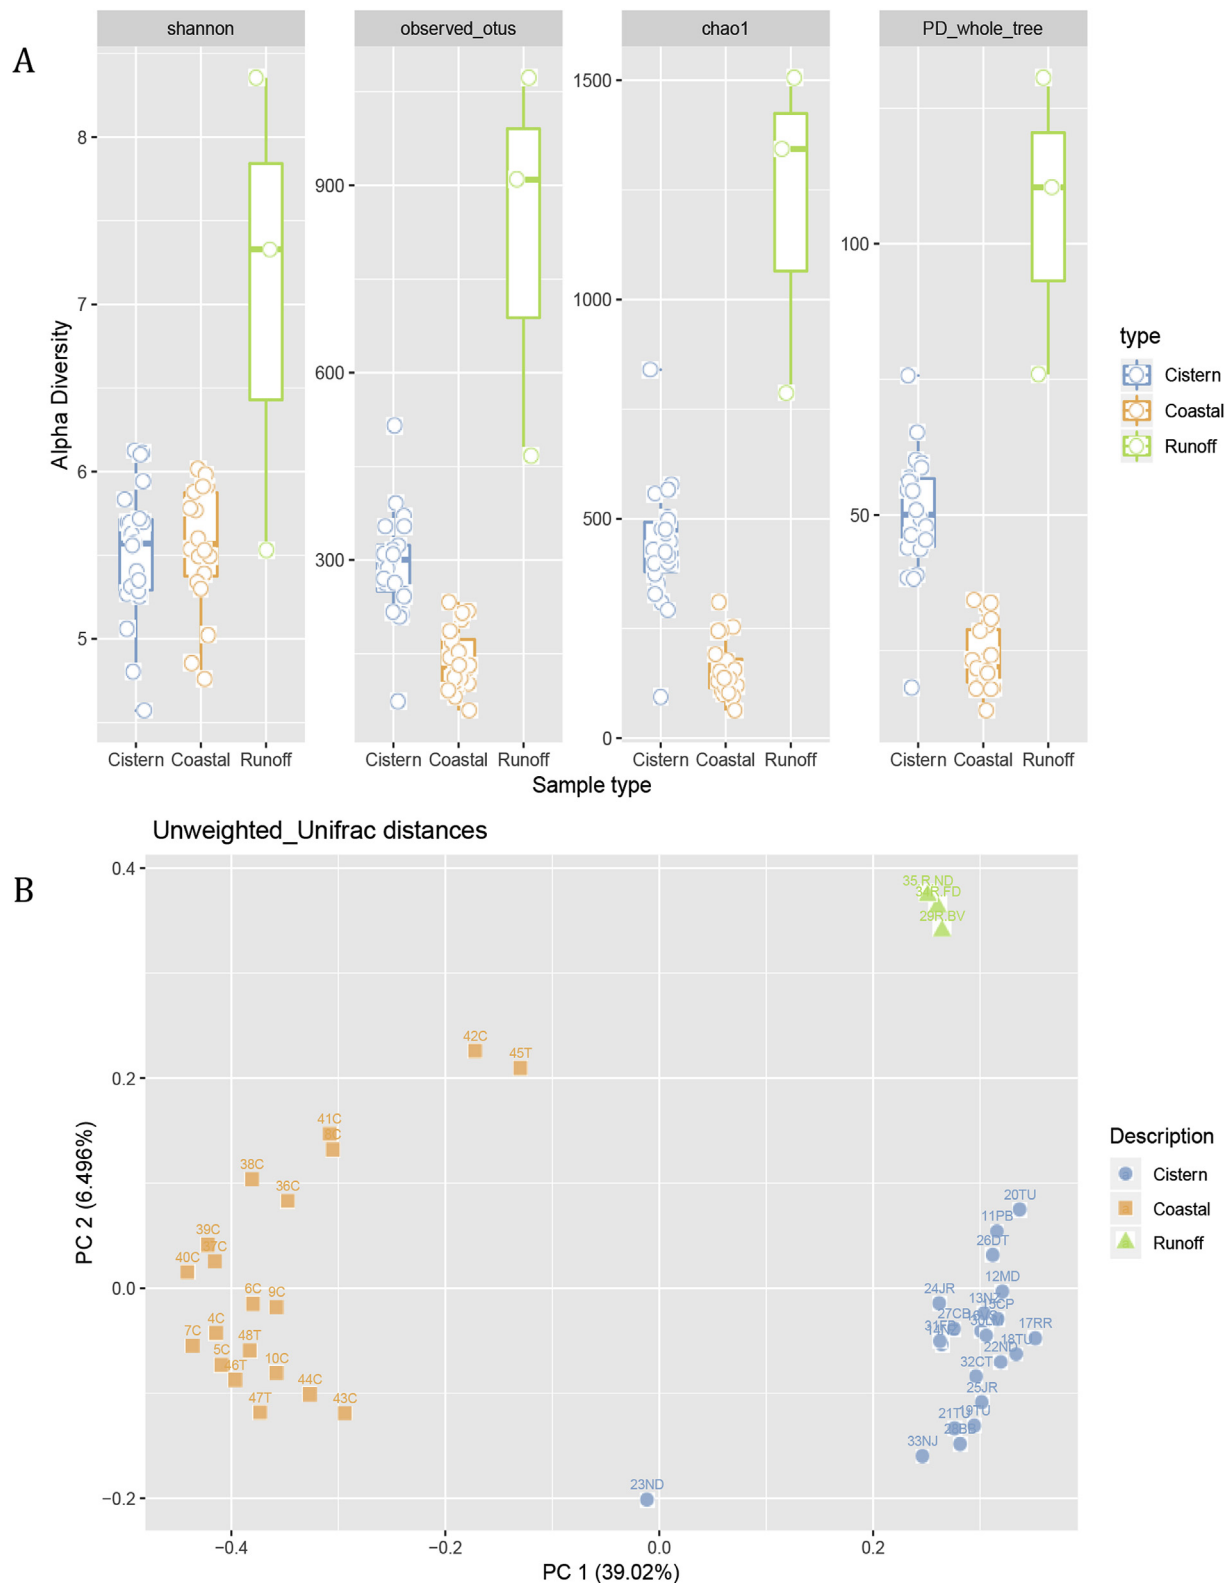 A
shannon
observed_otus
chao1
PD_whole_tree
Alpha Diversity
8
7
6
5
900
600
300
1500
1000
500
0
100
50
Cistern Coastal Runoff
Cistern Coastal Runoff
Cistern Coastal Runoff
Cistern Coastal Runoff
Sample type
type
Cistern
Coastal
Runoff
B
Unweighted_Unifrac distances
PC 2 (6.496%)
0.4
0.2
0.0
−0.2
35.R.ND
29R.BV
42C
45T
41C
38C
36C
39C
40C
6C
9C
4C
7C
48T
5C
46T
10C
44C
47T
43C
20TU
11PB
26DT
12MD
24JR
27CB
17RR
18TU
22ND
32CT
25JR
21TU
19TU
33NJ
23ND
−0.4
−0.2
0.0
0.2
PC 1 (39.02%)
Description
Cistern
Coastal
Runoff